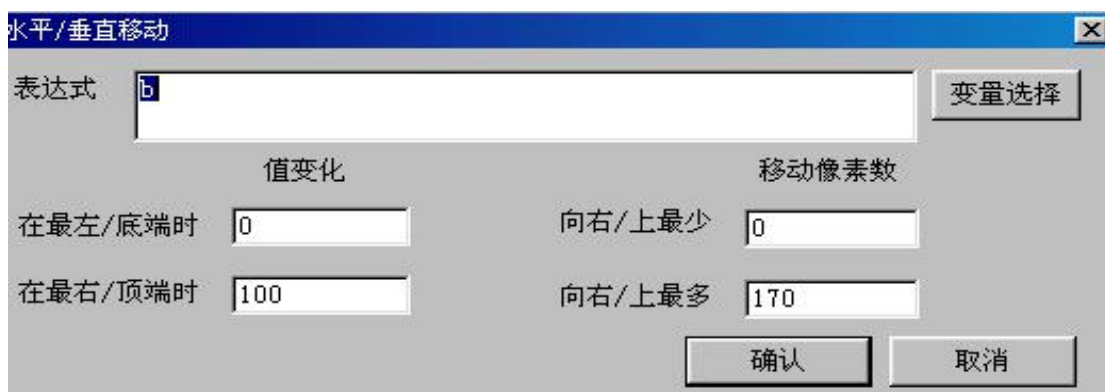 水平/垂直移动
表达式 b 变量选择
值变化 移动像素数
在最左/底端时 0 向右/上最少 0
在最右/顶端时 100 向右/上最多 170
确认 取消